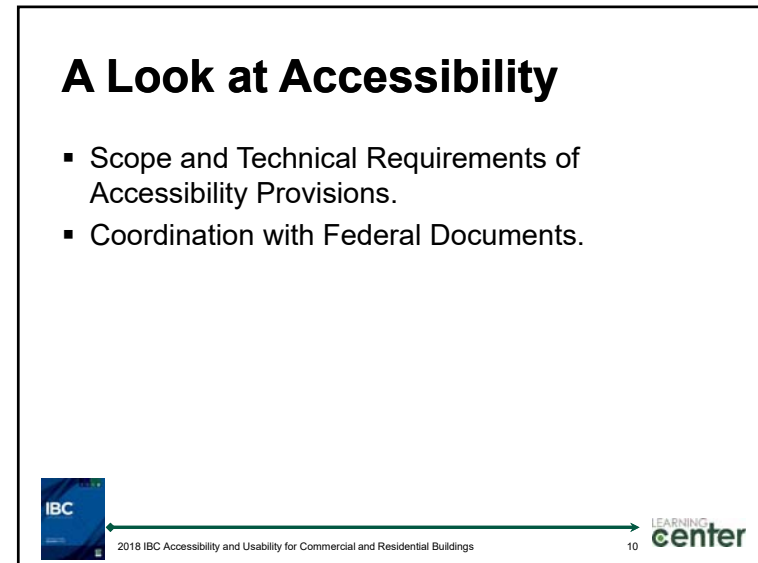 A Look at Accessibility
▪ Scope and Technical Requirements of
Accessibility Provisions.
▪ Coordination with Federal Documents.
IBC
2018 IBC Accessibility and Usability for Commercial and Residential Buildings
10
LEARNING
center